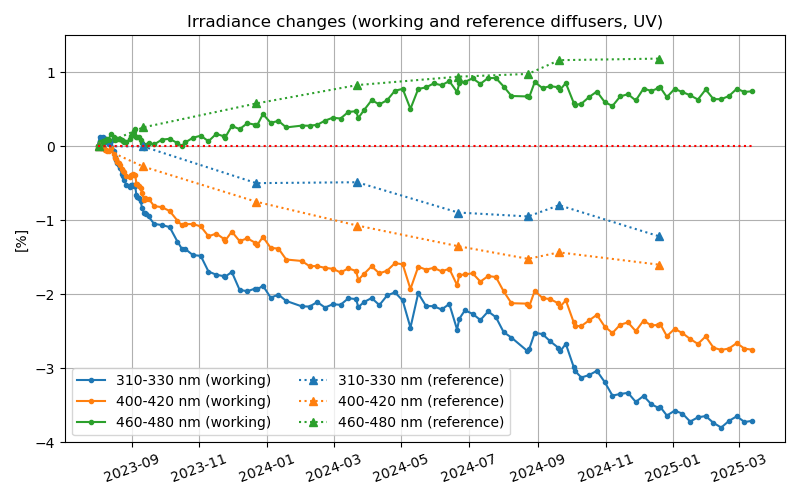 Irradiance changes (working and reference diffusers, UV)
[%]
1
0
−1
−2
−3
−4
310-330 nm (working)
400-420 nm (working)
460-480 nm (working)
310-330 nm (reference)
400-420 nm (reference)
460-480 nm (reference)
2023-09 2023-11 2024-01 2024-03 2024-05 2024-07 2024-09 2024-11 2025-01 2025-03